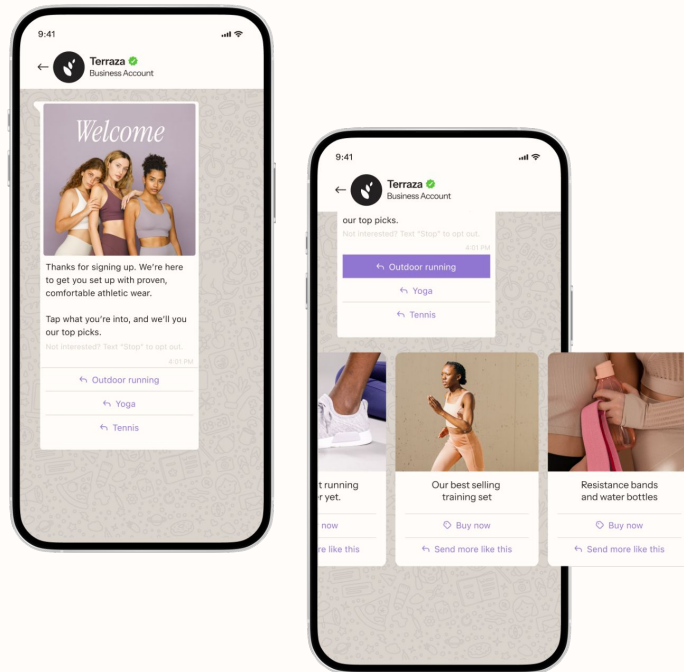 9:41
Terraza
Business Account
Welcome
Thanks for signing up. We're here
to get you set up with proven,
comfortable athletic wear.
Tap what you're into, and we'll you
our top picks.
Not interested? Text "Stop" to opt out.
4:01 PM
Outdoor running
Yoga
Tennis
9:41
Terraza
Business Account
our top picks.
Not interested? Text "Stop" to opt out.
4:01 PM
Outdoor running
Yoga
Tennis
t running
r yet.
now
re like this
Our best selling
training set
Buy now
Send more like this
Resistance bands
and water bottles
Buy now
Send more like this